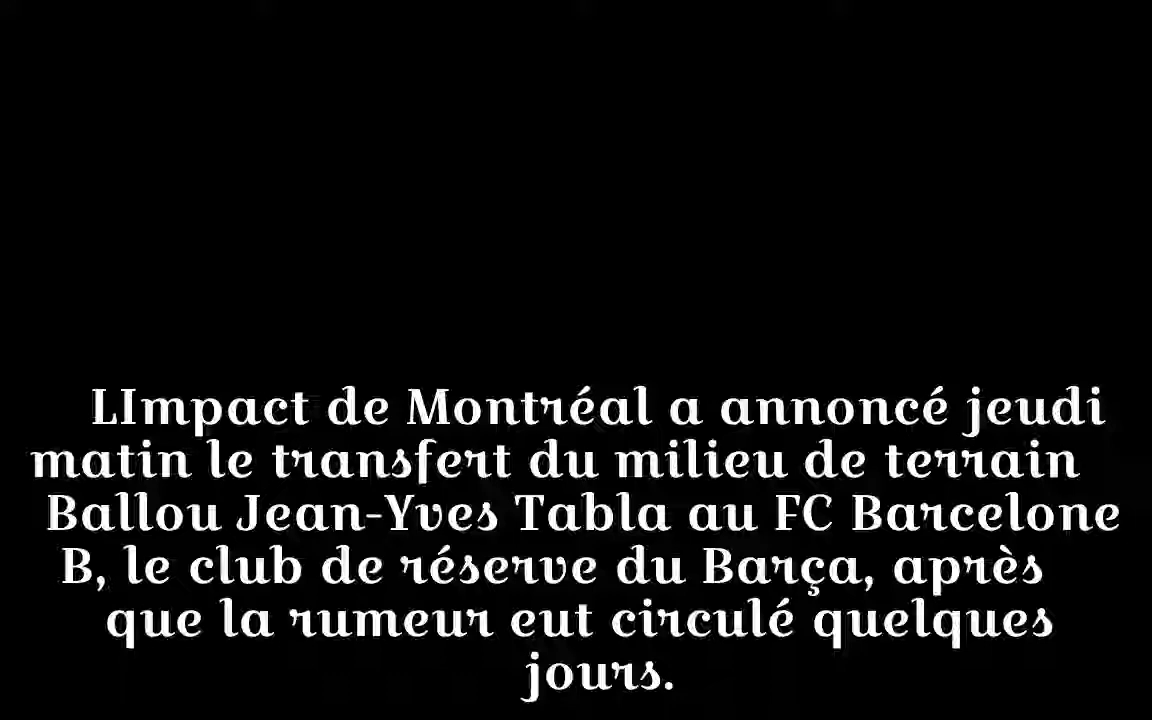 LImpact de Montréal a annoncé jeudi
matin le transfert du milieu de terrain
Ballou Jean-Yves Tabla au FC Barcelone
B, le club de réserve du Barça, après
que la rumeur eut circulé quelques
jours.